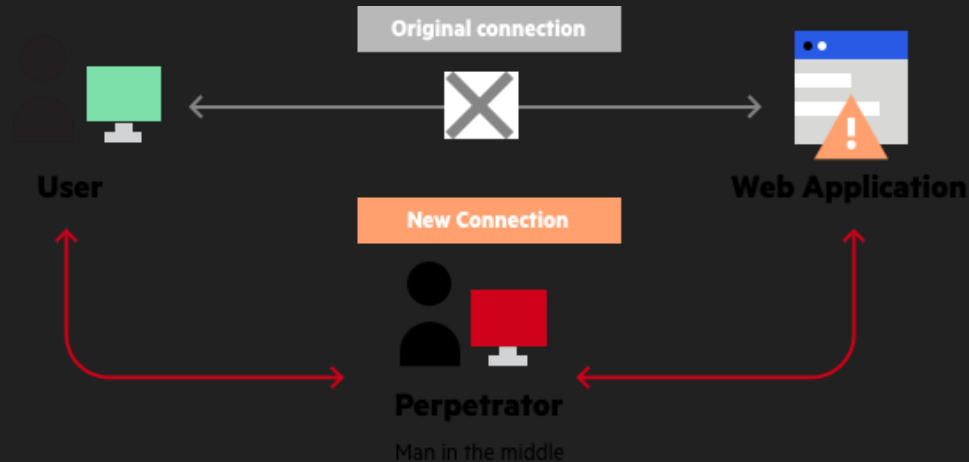 Original connection
User
Web Application
New Connection
Perpetrator
Man in the middle